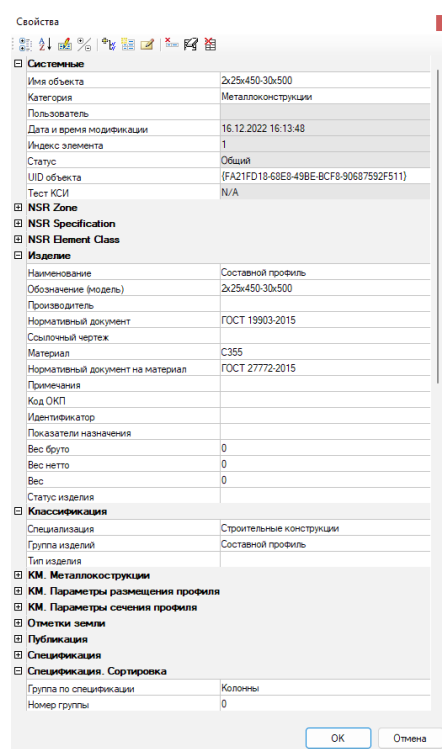 Свойства
Системные
Имя объекта 2x25x450-30x500
Категория Металлоконструкции
Пользователь
Дата и время модификации 16.12.2022 16:13:48
Индекс элемента 1
Статус Общий
UID объекта {FA21FD18-68E8-49BE-BCF8-90687592F511}
Тест КСИ N/A
NSR Zone
NSR Specification
NSR Element Class
Изделие
Наименование Составной профиль
Обозначение (модель) 2x25x450-30x500
Производитель
Нормативный документ ГОСТ 19903-2015
Ссылочный чертеж
Материал С355
Нормативный документ на материал ГОСТ 27772-2015
Примечания
Код ОКП
Идентификатор
Показатели назначения
Вес бруто 0
Вес нетто 0
Вес 0
Статус изделия
Классификация
Специализация Строительные конструкции
Группа изделий Составной профиль
Тип изделия
КМ. Металлокострукции
КМ. Параметры размещения профиля
КМ. Параметры сечения профиля
Отметки земли
Публикация
Спецификация
Спецификация. Сортировка
Группа по спецификации Колонны
Номер группы 0
OK Отмена